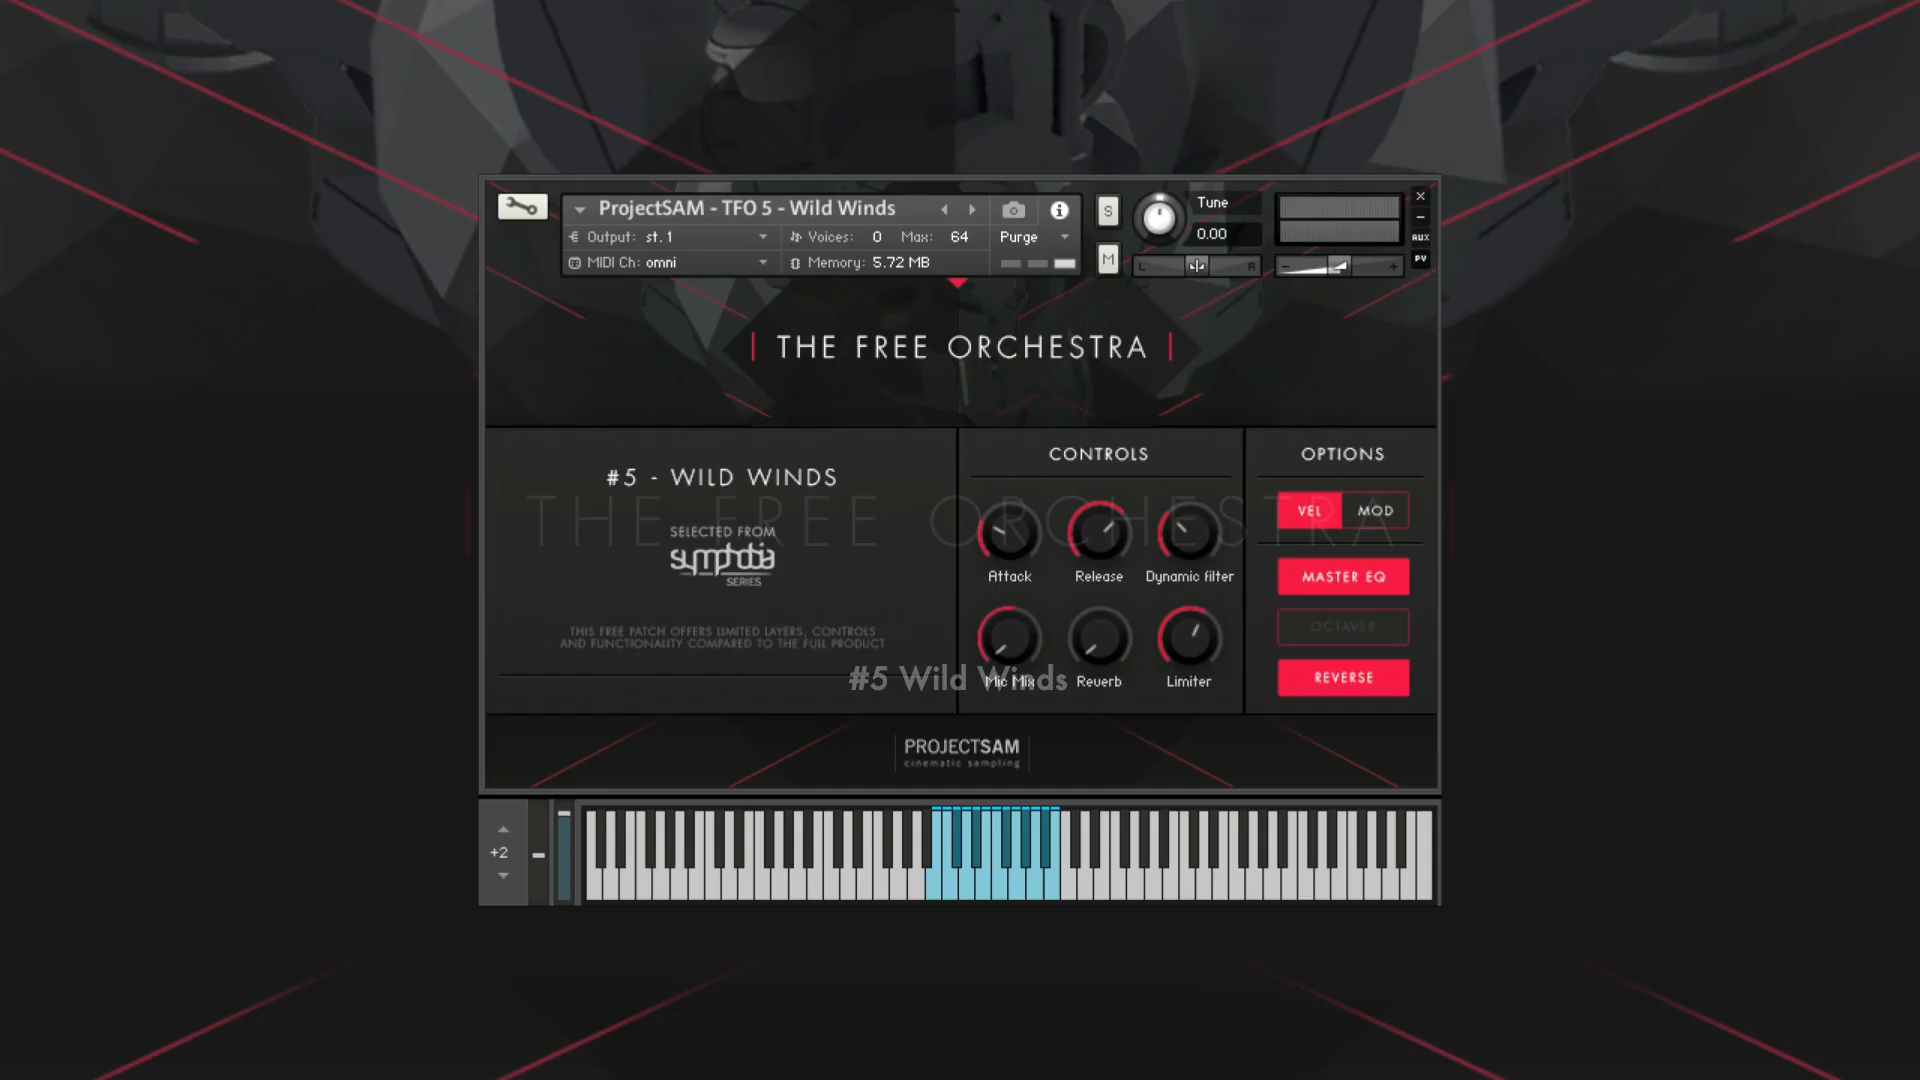 ProjectSAM - TFO 5 - Wild Winds
Output: st. 1
Voices: 0 Max: 64
Purge
MIDI Ch: omni
Memory: 5.72 MB
S
M
Tune
0.00
L R
- +
X
-
AUX
PV
THE FREE ORCHESTRA
#5 - WILD WINDS
SELECTED FROM
symphobia
SERIES
THIS FREE PATCH OFFERS LIMITED LAYERS, CONTROLS
AND FUNCTIONALITY COMPARED TO THE FULL PRODUCT
CONTROLS
Attack Release Dynamic filter
Mic Mix Reverb Limiter
OPTIONS
VEL MOD
MASTER EQ
OCTAVER
REVERSE
THE FREE ORCHESTRA
#5 Wild Winds
PROJECTSAM
cinematic sampling
+2